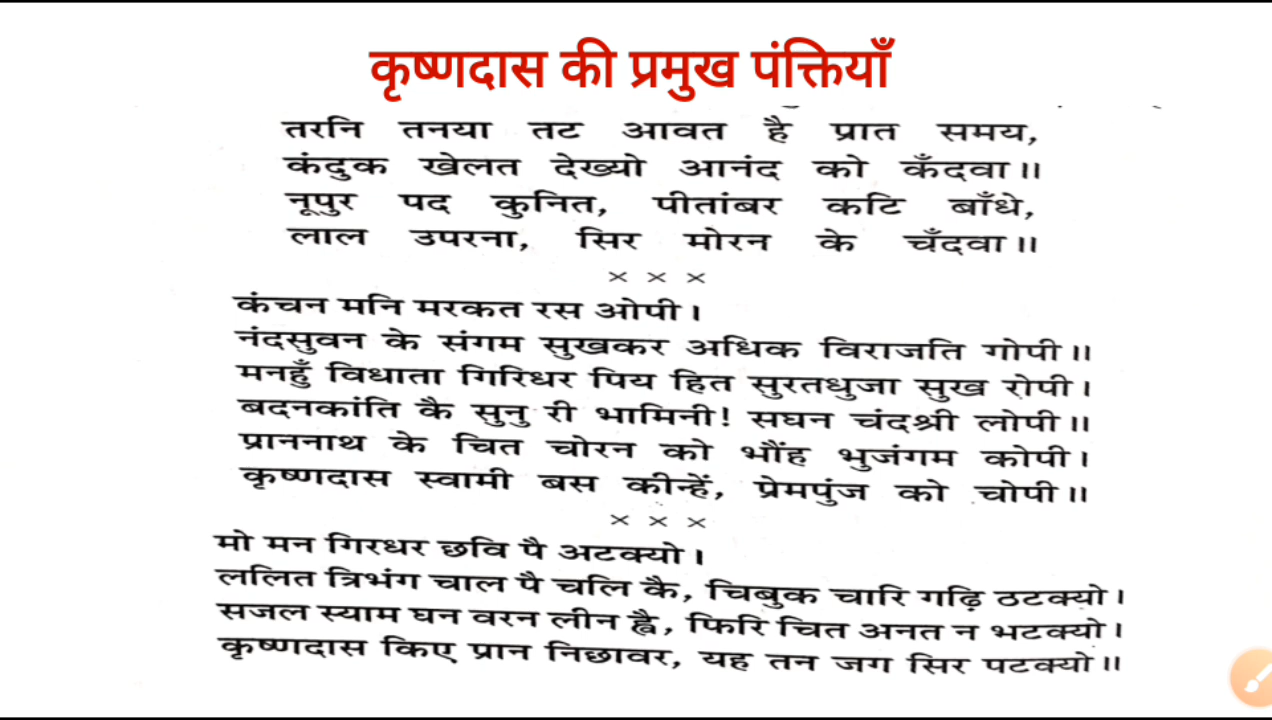 कृष्णदास की प्रमुख पंक्तियाँ
तरनि तनया तट आवत है प्रात समय,
कंदुक खेलत देख्यो आनंद को कँदवा॥
नूपुर पद कुनित, पीतांबर कटि बाँधे,
लाल उपरना, सिर मोरन के चँदवा॥
× × ×
कंचन मनि मरकत रस ओपी।
नंदसुवन के संगम सुखकर अधिक विराजति गोपी॥
मनहुँ विधाता गिरिधर पिय हित सुरतधुजा सुख रोपी।
बदनकांति कै सुनु री भामिनी! सघन चंदश्री लोपी॥
प्राननाथ के चित चोरन को भौंह भुजंगम कोपी।
कृष्णदास स्वामी बस कीन्हें, प्रेमपुंज को चोपी॥
× × ×
मो मन गिरधर छवि पै अटक्यो।
ललित त्रिभंग चाल पै चलि कै, चिबुक चारि गढ़ि ठटक्यो।
सजल स्याम घन वरन लीन ह्वै, फिरि चित अनत न भटक्यो।
कृष्णदास किए प्रान निछावर, यह तन जग सिर पटक्यो॥